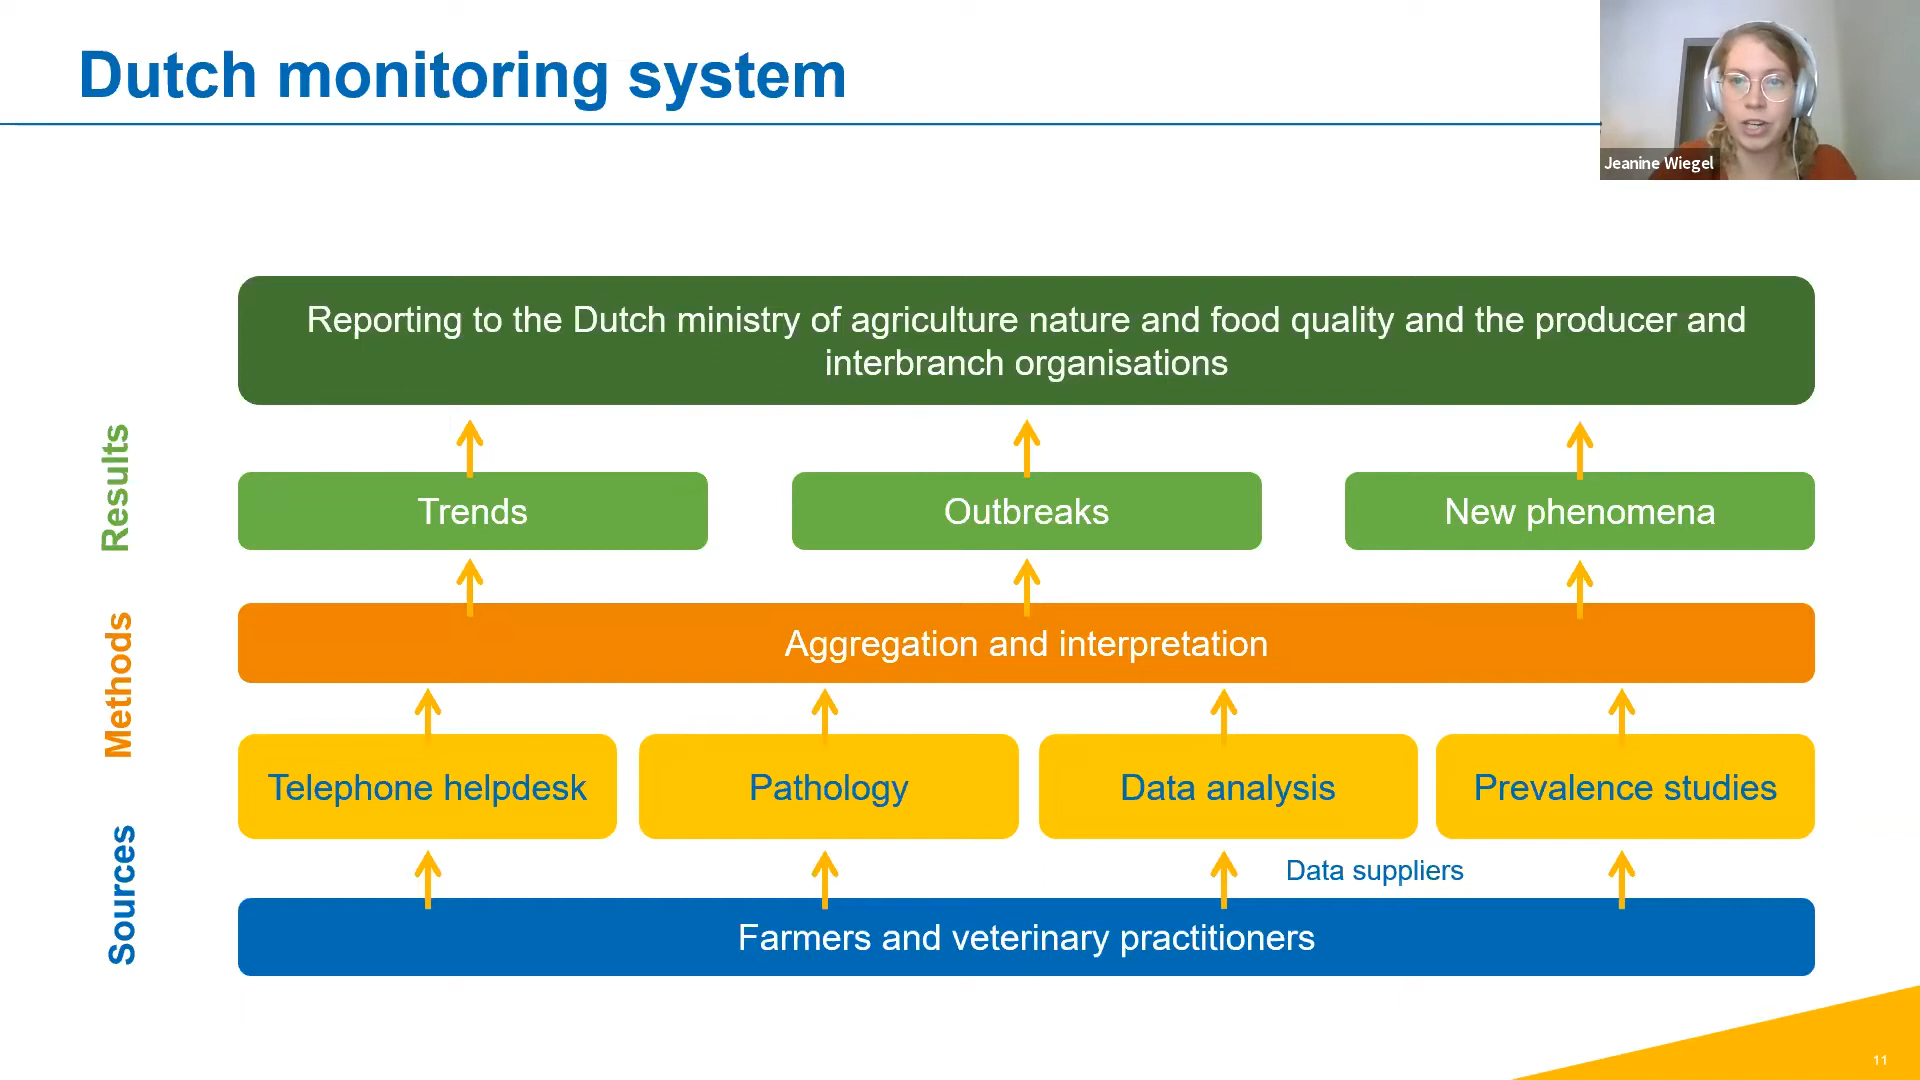 Dutch monitoring system
Jeanine Wiegel
Reporting to the Dutch ministry of agriculture nature and food quality and the producer and
interbranch organisations
Results
Trends
Outbreaks
New phenomena
Methods
Aggregation and interpretation
Telephone helpdesk
Pathology
Data analysis
Prevalence studies
Sources
Data suppliers
Farmers and veterinary practitioners
11